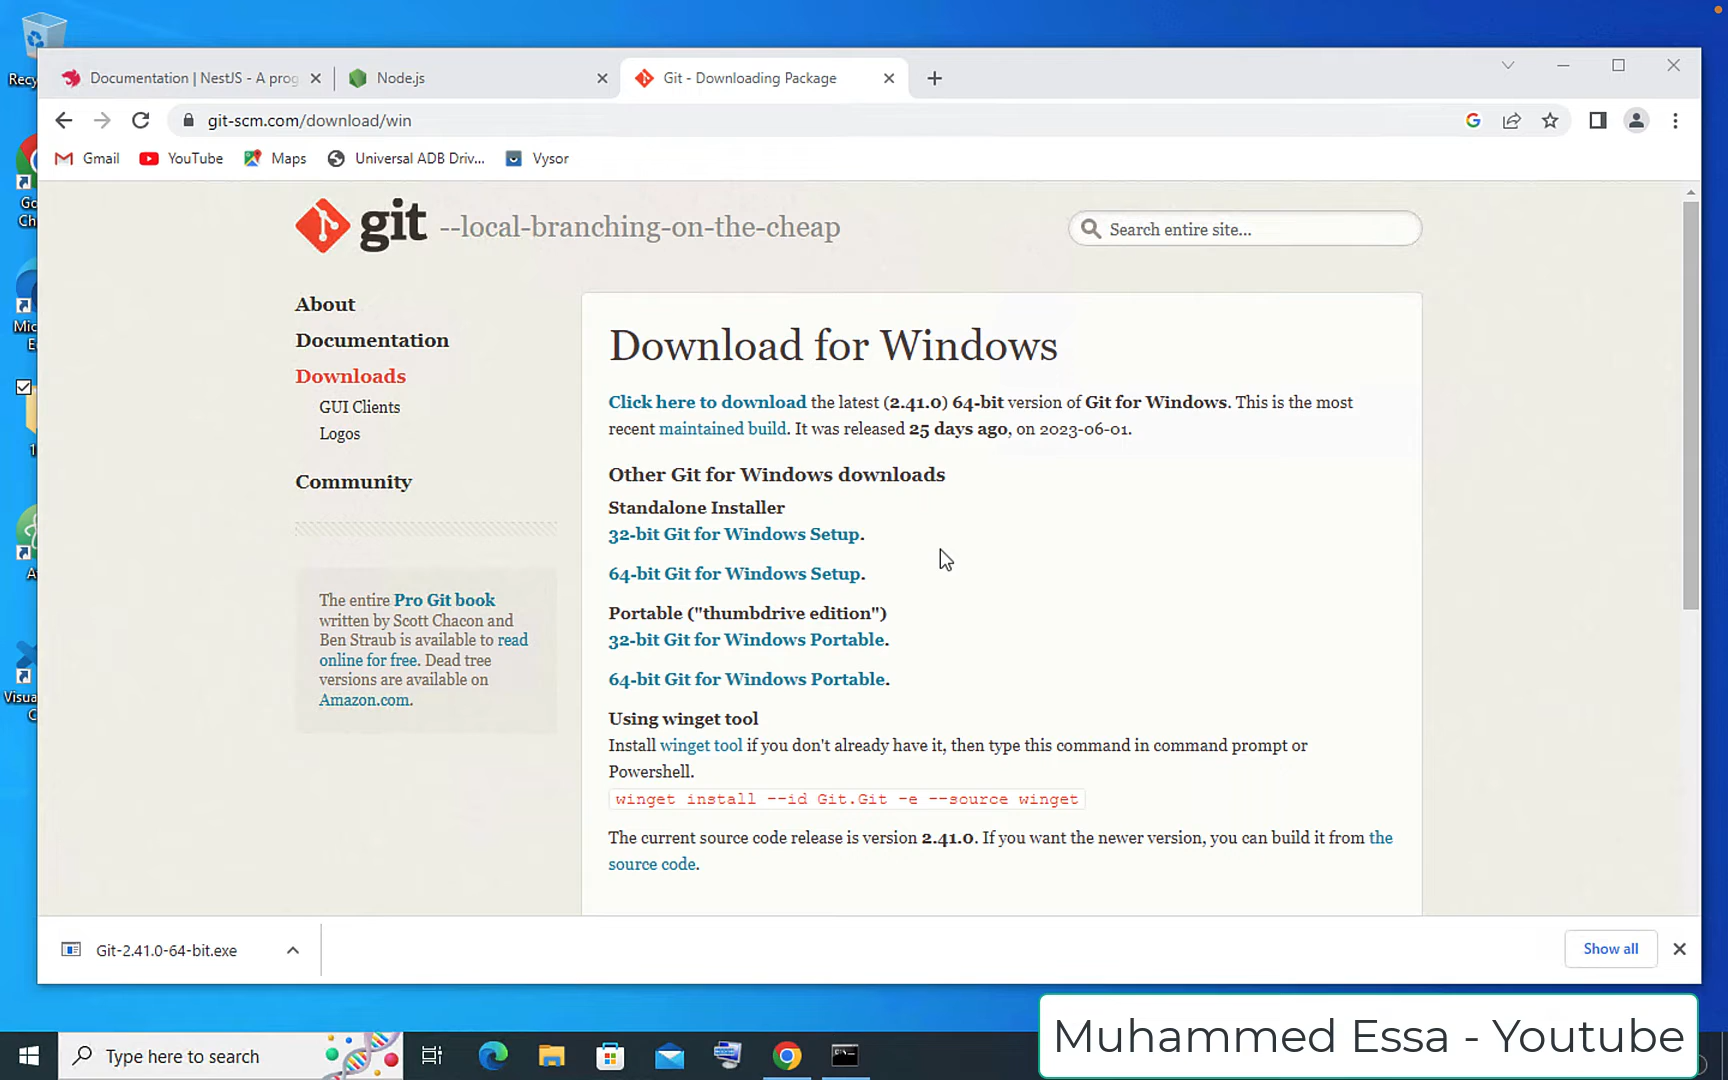 Recy
Go
Ch
Mic
E
1
A
Visua
C
Documentation | NestJS - A prog
Node.js
Git - Downloading Package
git-scm.com/download/win
Gmail
YouTube
Maps
Universal ADB Driv...
Vysor
git --local-branching-on-the-cheap
Search entire site...
About
Documentation
Downloads
GUI Clients
Logos
Community
The entire Pro Git book
written by Scott Chacon and
Ben Straub is available to read
online for free. Dead tree
versions are available on
Amazon.com.
Download for Windows
Click here to download the latest (2.41.0) 64-bit version of Git for Windows. This is the most
recent maintained build. It was released 25 days ago, on 2023-06-01.
Other Git for Windows downloads
Standalone Installer
32-bit Git for Windows Setup.
64-bit Git for Windows Setup.
Portable ("thumbdrive edition")
32-bit Git for Windows Portable.
64-bit Git for Windows Portable.
Using winget tool
Install winget tool if you don't already have it, then type this command in command prompt or
Powershell.
winget install --id Git.Git -e --source winget
The current source code release is version 2.41.0. If you want the newer version, you can build it from the
source code.
Git-2.41.0-64-bit.exe
Show all
Type here to search
Muhammed Essa - Youtube